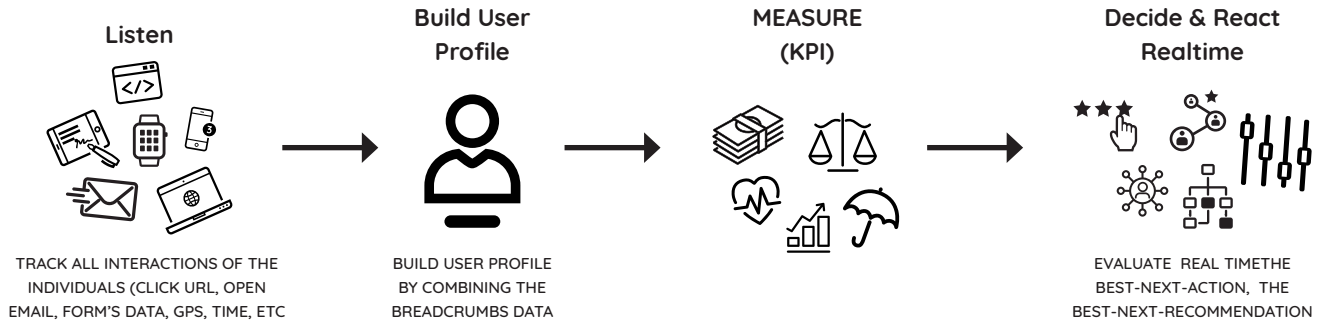 Listen
TRACK ALL INTERACTIONS OF THE
INDIVIDUALS (CLICK URL, OPEN
EMAIL, FORM'S DATA, GPS, TIME, ETC
Build User
Profile
BUILD USER PROFILE
BY COMBINING THE
BREADCRUMBS DATA
MEASURE
(KPI)
Decide & React
Realtime
EVALUATE REAL TIMETHE
BEST-NEXT-ACTION, THE
BEST-NEXT-RECOMMENDATION
</>
3